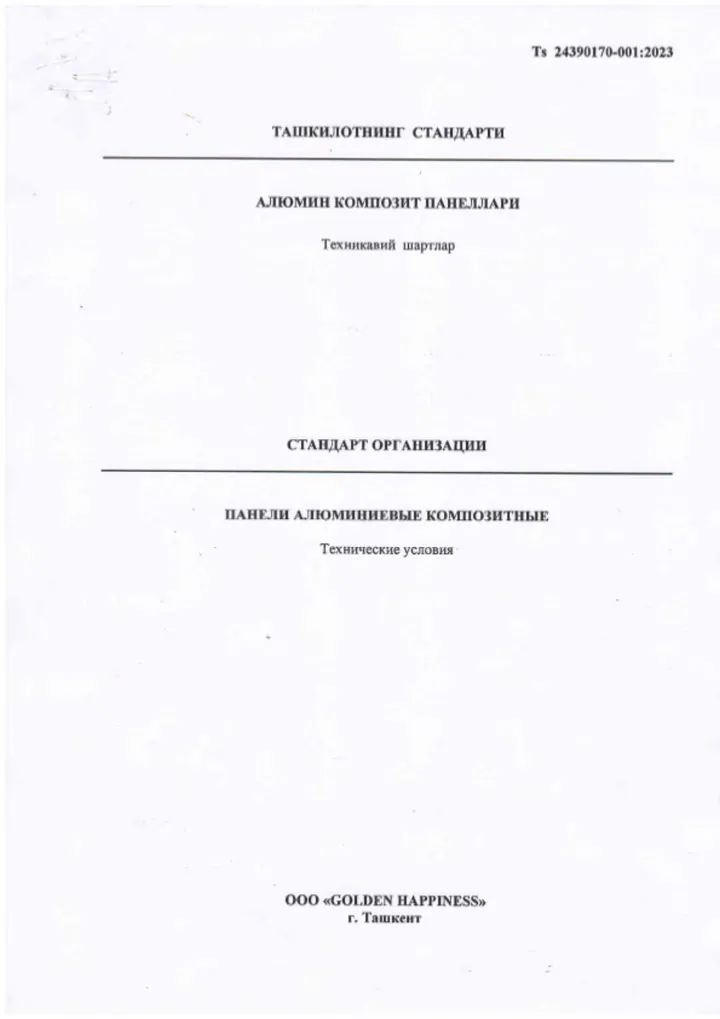 Ts 24390170-001:2023
ТАШКИЛОТНИНГ СТАНДАРТИ
АЛЮМИН КОМПОЗИТ ПАНЕЛЛАРИ
Техникавий шартлар
СТАНДАРТ ОРГАНИЗАЦИИ
ПАНЕЛИ АЛЮМИНИЕВЫЕ КОМПОЗИТНЫЕ
Технические условия
ООО «GOLDEN HAPPINESS»
г. Ташкент